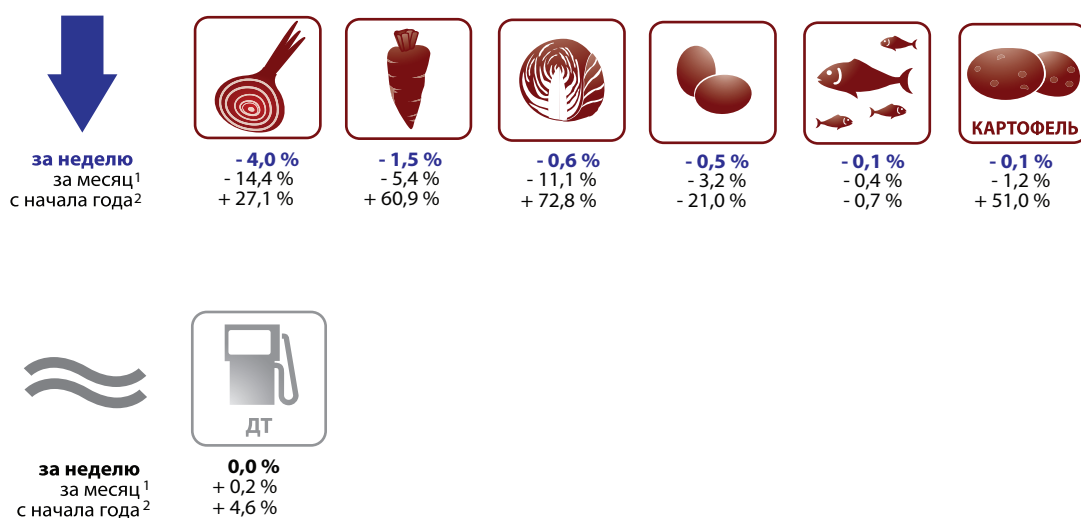 КАРТОФЕЛЬ
за неделю - 4,0 % - 1,5 % - 0,6 % - 0,5 % - 0,1 % - 0,1 %
за месяц¹ - 14,4 % - 5,4 % - 11,1 % - 3,2 % - 0,4 % - 1,2 %
с начала года² + 27,1 % + 60,9 % + 72,8 % - 21,0 % - 0,7 % + 51,0 %
ДТ
за неделю 0,0 %
за месяц¹ + 0,2 %
с начала года² + 4,6 %